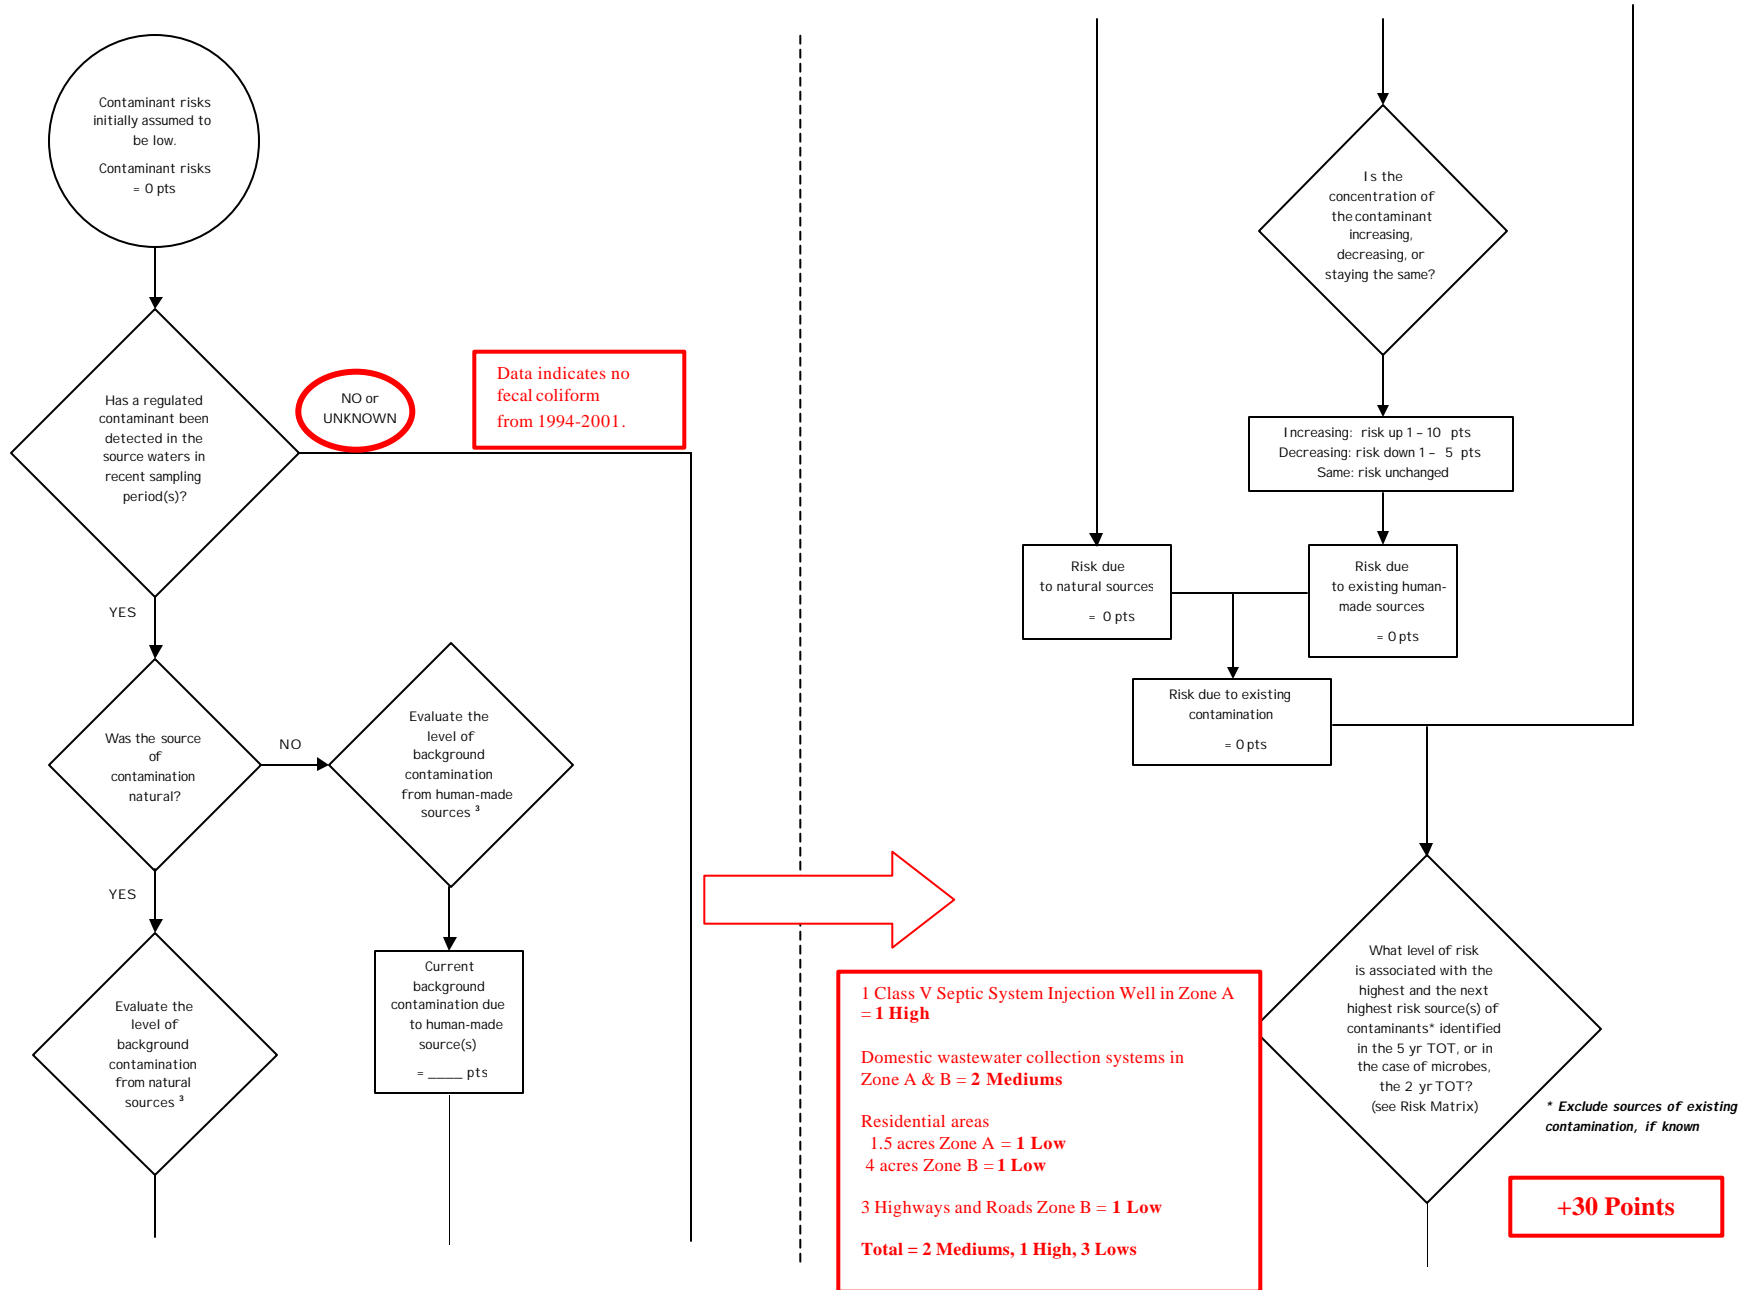 Contaminant risks
initially assumed to
be low.
Contaminant risks
= 0 pts
Has a regulated
contaminant been
detected in the
source waters in
recent sampling
period(s)?
NO or
UNKNOWN
Data indicates no
fecal coliform
from 1994-2001.
YES
Was the source
of
contamination
natural?
NO
Evaluate the
level of
background
contamination
from human-made
sources ³
YES
Evaluate the
level of
background
contamination
from natural
sources ³
Current
background
contamination due
to human-made
source(s)
= ____ pts
Is the
concentration of
the contaminant
increasing,
decreasing, or
staying the same?
Increasing: risk up 1 – 10 pts
Decreasing: risk down 1 – 5 pts
Same: risk unchanged
Risk due
to natural sources
= 0 pts
Risk due
to existing human-
made sources
= 0 pts
Risk due to existing
contamination
= 0 pts
1 Class V Septic System Injection Well in Zone A
= 1 High
Domestic wastewater collection systems in
Zone A & B = 2 Mediums
Residential areas
1.5 acres Zone A = 1 Low
4 acres Zone B = 1 Low
3 Highways and Roads Zone B = 1 Low
Total = 2 Mediums, 1 High, 3 Lows
What level of risk
is associated with the
highest and the next
highest risk source(s) of
contaminants* identified
in the 5 yr TOT, or in
the case of microbes,
the 2 yr TOT?
(see Risk Matrix)
* Exclude sources of existing
contamination, if known
+30 Points